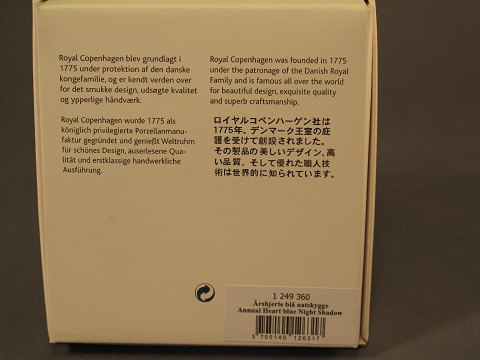 Royal Copenhagen blev grundlagt i
1775 under protektion af den danske
kongefamilie, og er kendt verden over
for det smukke design, udsøgte kvalitet
og ypperlige håndværk.
Royal Copenhagen was founded in 1775
under the patronage of the Danish Royal
Family and is famous all over the world
for beautiful design, exquisite quality
and superb craftsmanship.
Royal Copenhagen wurde 1775 als
königlich privilegierte Porzellanmanu-
faktur gegründet und genießt Weltruhm
für schönes Design, auserlesene Qua-
lität und erstklassige handwerkliche
Ausführung.
ロイヤルコペンハーゲン社は
1775年、デンマーク王室の庇
護を受けて創設されました。
その製品の美しいデザイン、高
い品質、そして優れた職人技
術は世界的に知られています。
1 249 360
Årshjerte blå natskygge
Annual Heart blue Night Shadow
5 705140 126317